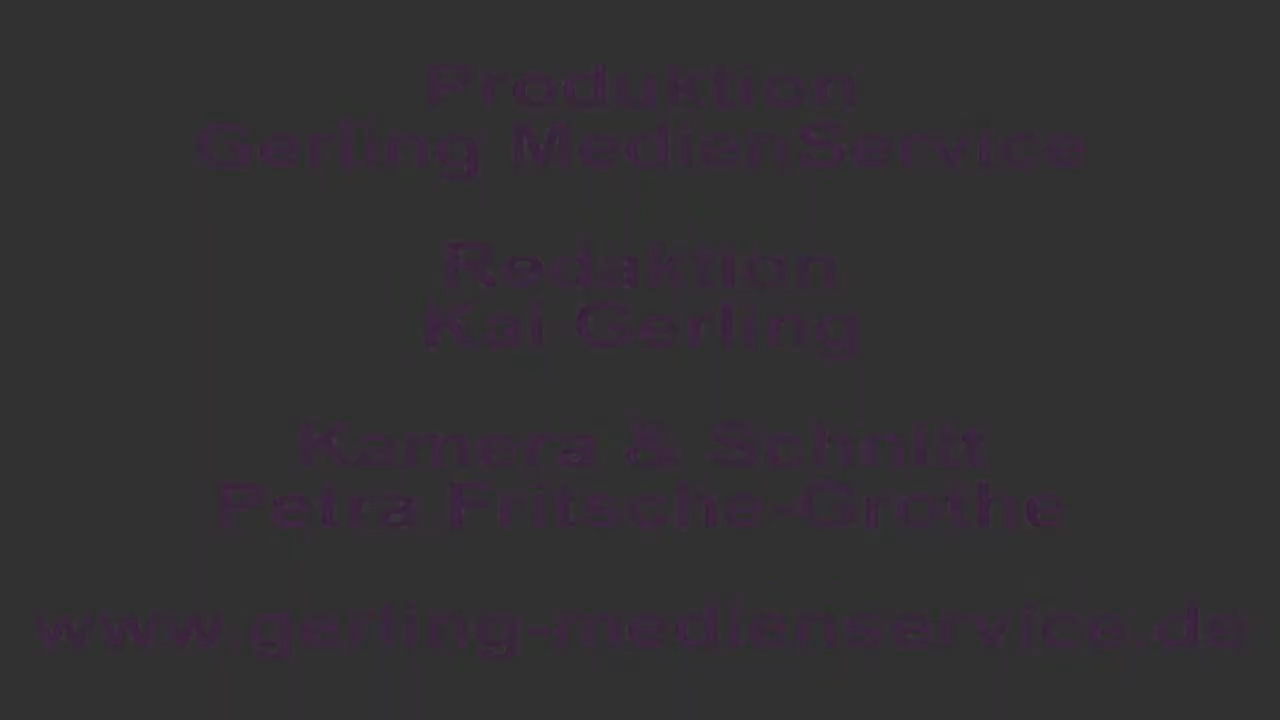 Produktion
Gerling MedienService
Redaktion
Kai Gerling
Kamera & Schnitt
Petra Fritsche-Grothe
www.gerling-medienservice.de